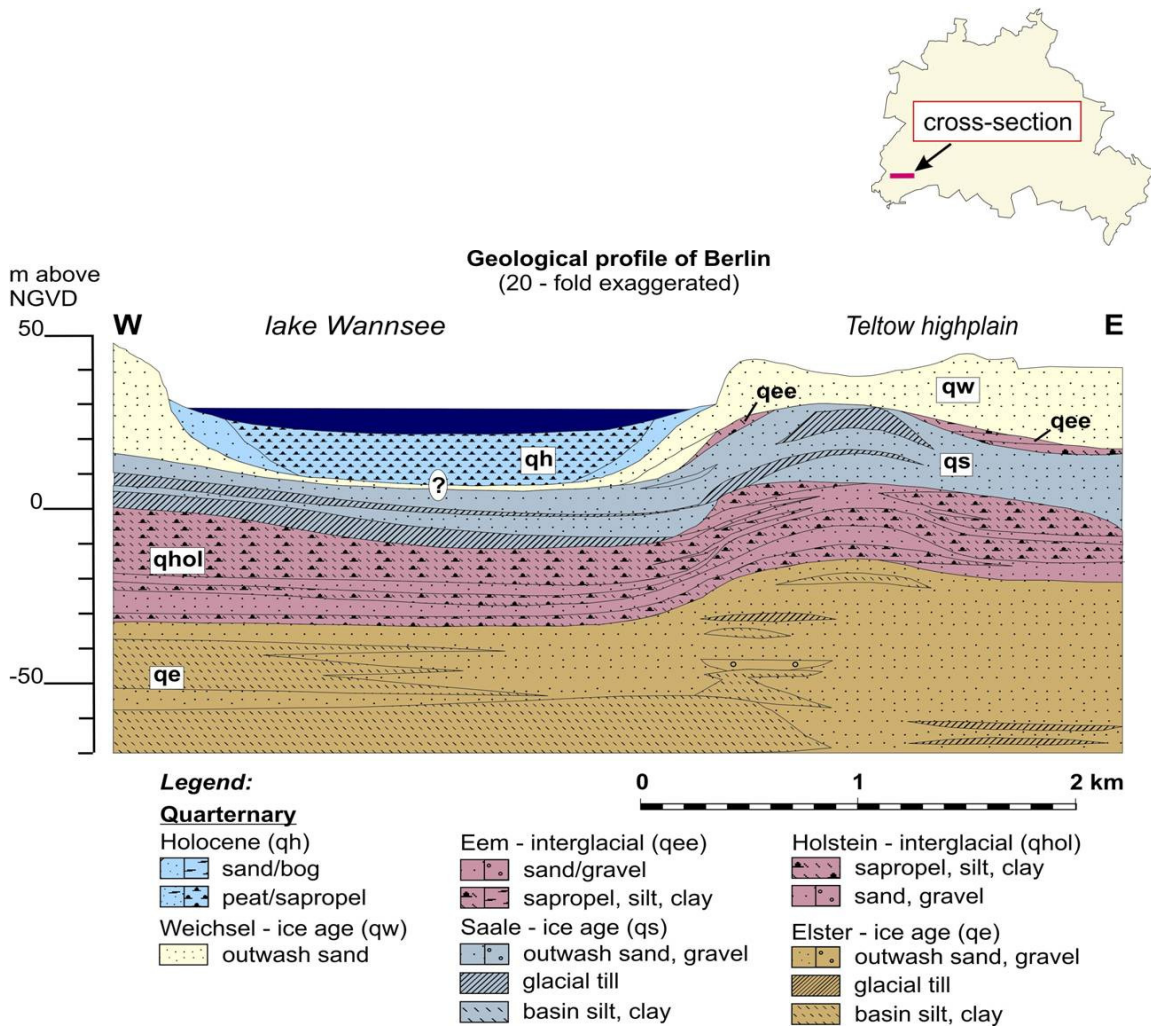 cross-section
Geological profile of Berlin
(20 - fold exaggerated)
m above
NGVD
50
W
lake Wannsee
Teltow highplain
E
qee
qw
qee
qh
qs
?
0
qhol
-50
qe
Legend:
0 1 2 km
Quarternary
Holocene (qh)
sand/bog
peat/sapropel
Weichsel - ice age (qw)
outwash sand
Eem - interglacial (qee)
sand/gravel
sapropel, silt, clay
Saale - ice age (qs)
outwash sand, gravel
glacial till
basin silt, clay
Holstein - interglacial (qhol)
sapropel, silt, clay
sand, gravel
Elster - ice age (qe)
outwash sand, gravel
glacial till
basin silt, clay